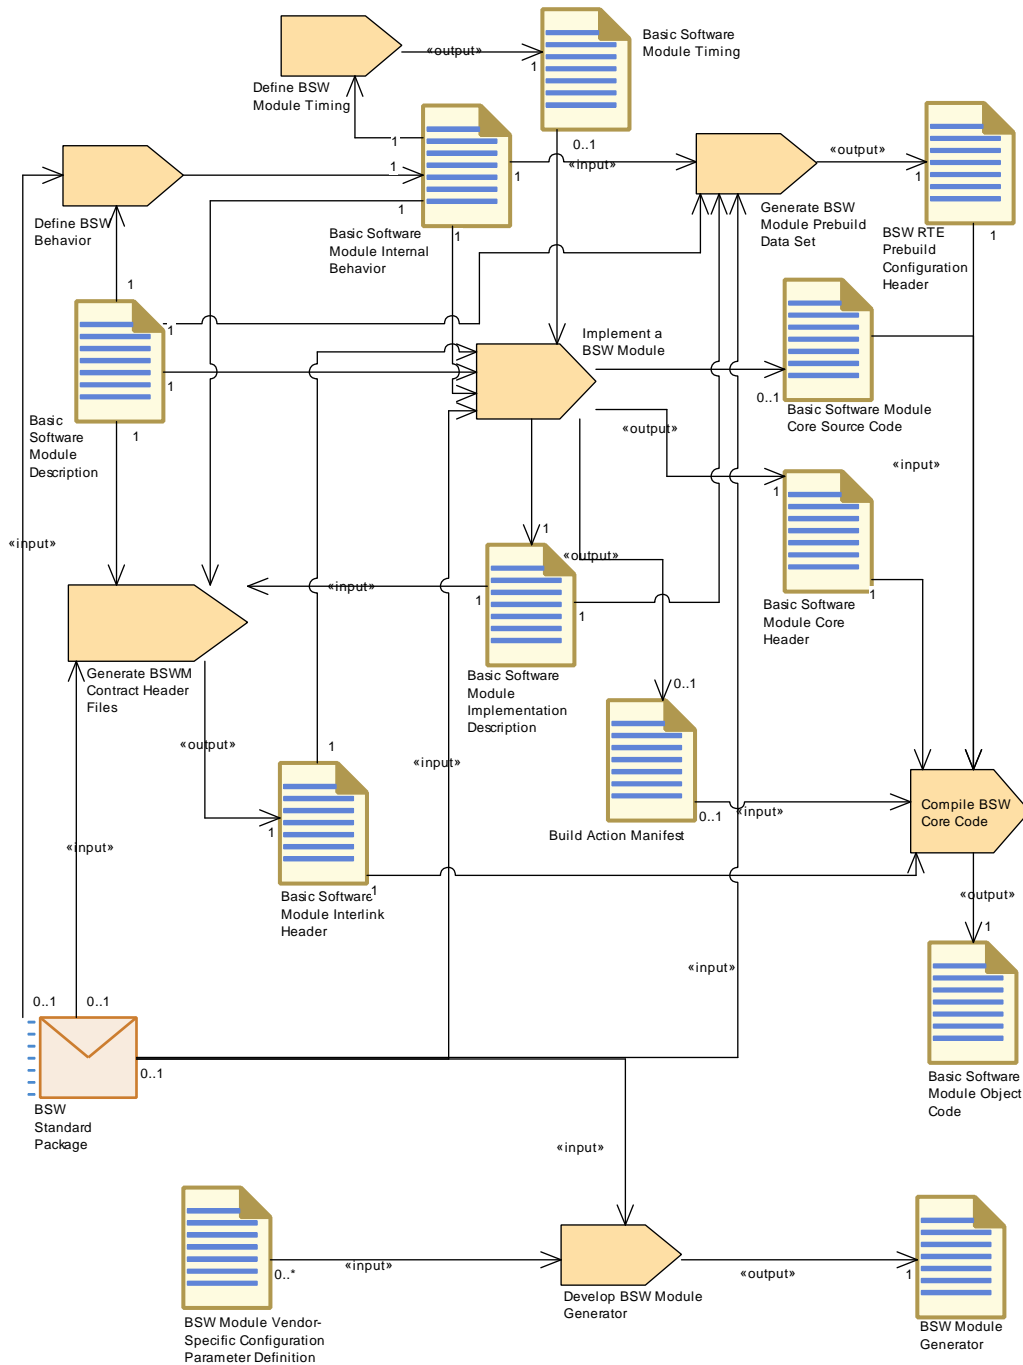 «output»
Basic Software
Module Timing
1
Define BSW
Module Timing
0..1
1
«input»
«output»
1
1
1
1
1
Define BSW
Behavior
Basic Software
Module Internal
Behavior
1
Generate BSW
Module Prebuild
Data Set
BSW RTE
Prebuild
Configuration
Header
1
1
1
1
Implement a
BSW Module
0..1
Basic Software Module
Core Source Code
Basic
Software
Module
Description
1
«output»
«input»
1
«input»
1
«output»
«input»
1
1
1
Basic Software
Module Core
Header
Generate BSWM
Contract Header
Files
Basic Software
Module
Implementation
Description
0..1
«output»
1
«input»
Compile BSW
Core Code
0..1
«input»
Build Action Manifest
«input»
«input»
1
1
Basic Software
Module Interlink
Header
«output»
1
«input»
0..1
0..1
0..1
BSW
Standard
Package
Basic Software
Module Object
Code
«input»
0..*
«input»
«output»
1
Develop BSW Module
Generator
BSW Module Vendor-
Specific Configuration
Parameter Definition
BSW Module
Generator